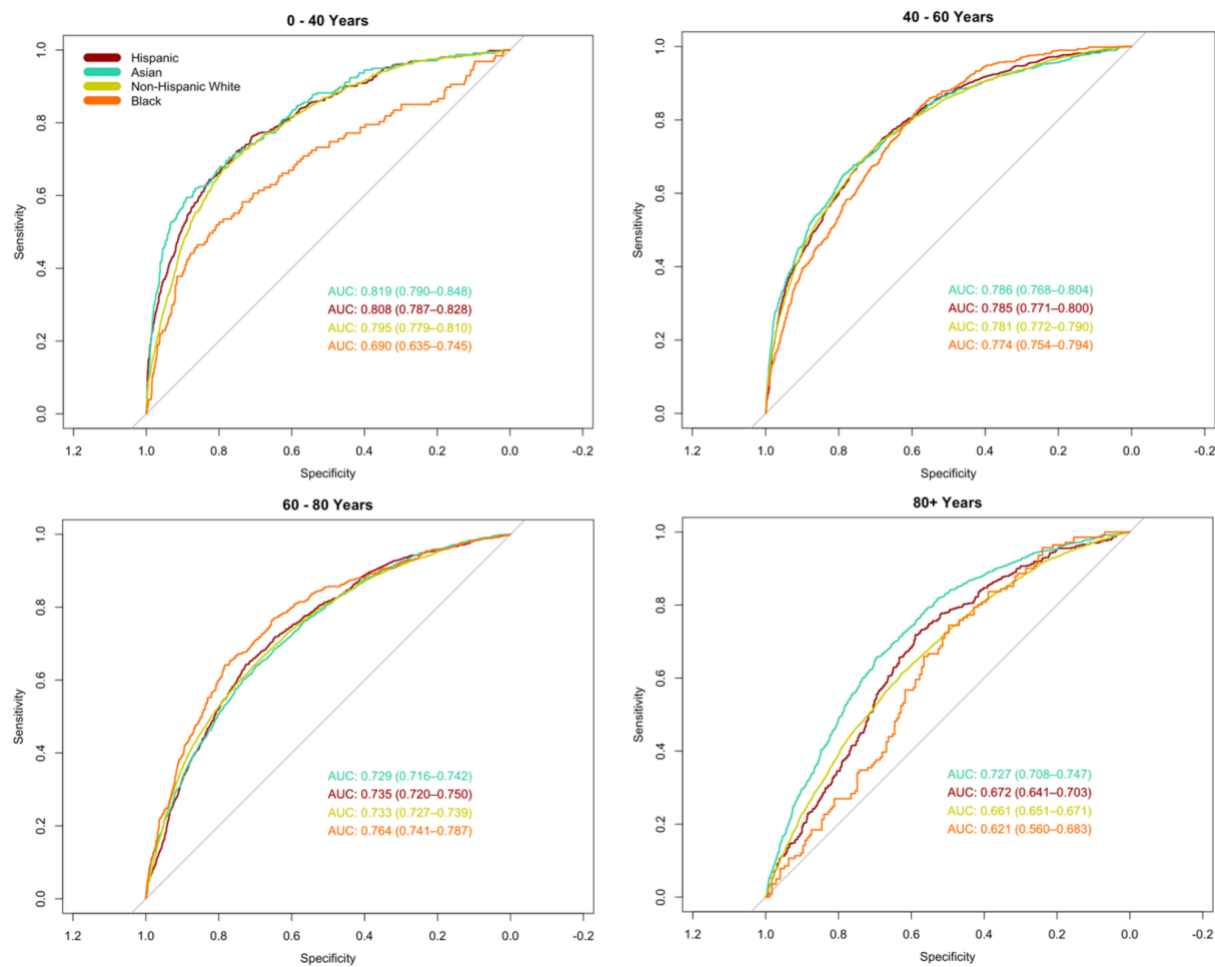 0 - 40 Years
Hispanic
Asian
Non-Hispanic White
Black
Sensitivity
1.0
0.8
0.6
0.4
0.2
0.0
AUC: 0.819 (0.790–0.848)
AUC: 0.808 (0.787–0.828)
AUC: 0.795 (0.779–0.810)
AUC: 0.690 (0.635–0.745)
1.2 1.0 0.8 0.6 0.4 0.2 0.0 -0.2
Specificity
40 - 60 Years
Sensitivity
1.0
0.8
0.6
0.4
0.2
0.0
AUC: 0.786 (0.768–0.804)
AUC: 0.785 (0.771–0.800)
AUC: 0.781 (0.772–0.790)
AUC: 0.774 (0.754–0.794)
1.2 1.0 0.8 0.6 0.4 0.2 0.0 -0.2
Specificity
60 - 80 Years
Sensitivity
1.0
0.8
0.6
0.4
0.2
0.0
AUC: 0.729 (0.716–0.742)
AUC: 0.735 (0.720–0.750)
AUC: 0.733 (0.727–0.739)
AUC: 0.764 (0.741–0.787)
1.2 1.0 0.8 0.6 0.4 0.2 0.0 -0.2
Specificity
80+ Years
Sensitivity
1.0
0.8
0.6
0.4
0.2
0.0
AUC: 0.727 (0.708–0.747)
AUC: 0.672 (0.641–0.703)
AUC: 0.661 (0.651–0.671)
AUC: 0.621 (0.560–0.683)
1.2 1.0 0.8 0.6 0.4 0.2 0.0 -0.2
Specificity